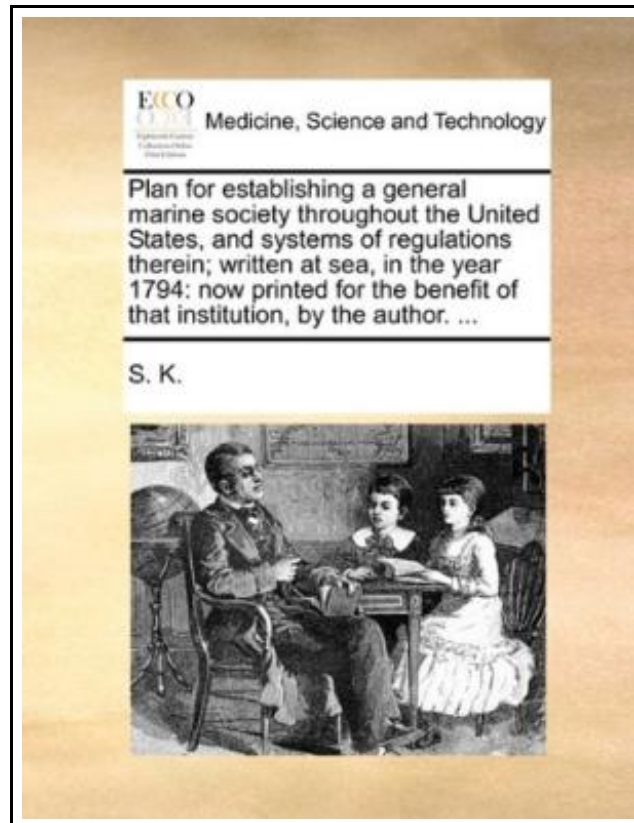 ECCO
Medicine, Science and Technology
Plan for establishing a general
marine society throughout the United
States, and systems of regulations
therein; written at sea, in the year
1794: now printed for the benefit of
that institution, by the author. ...
S. K.